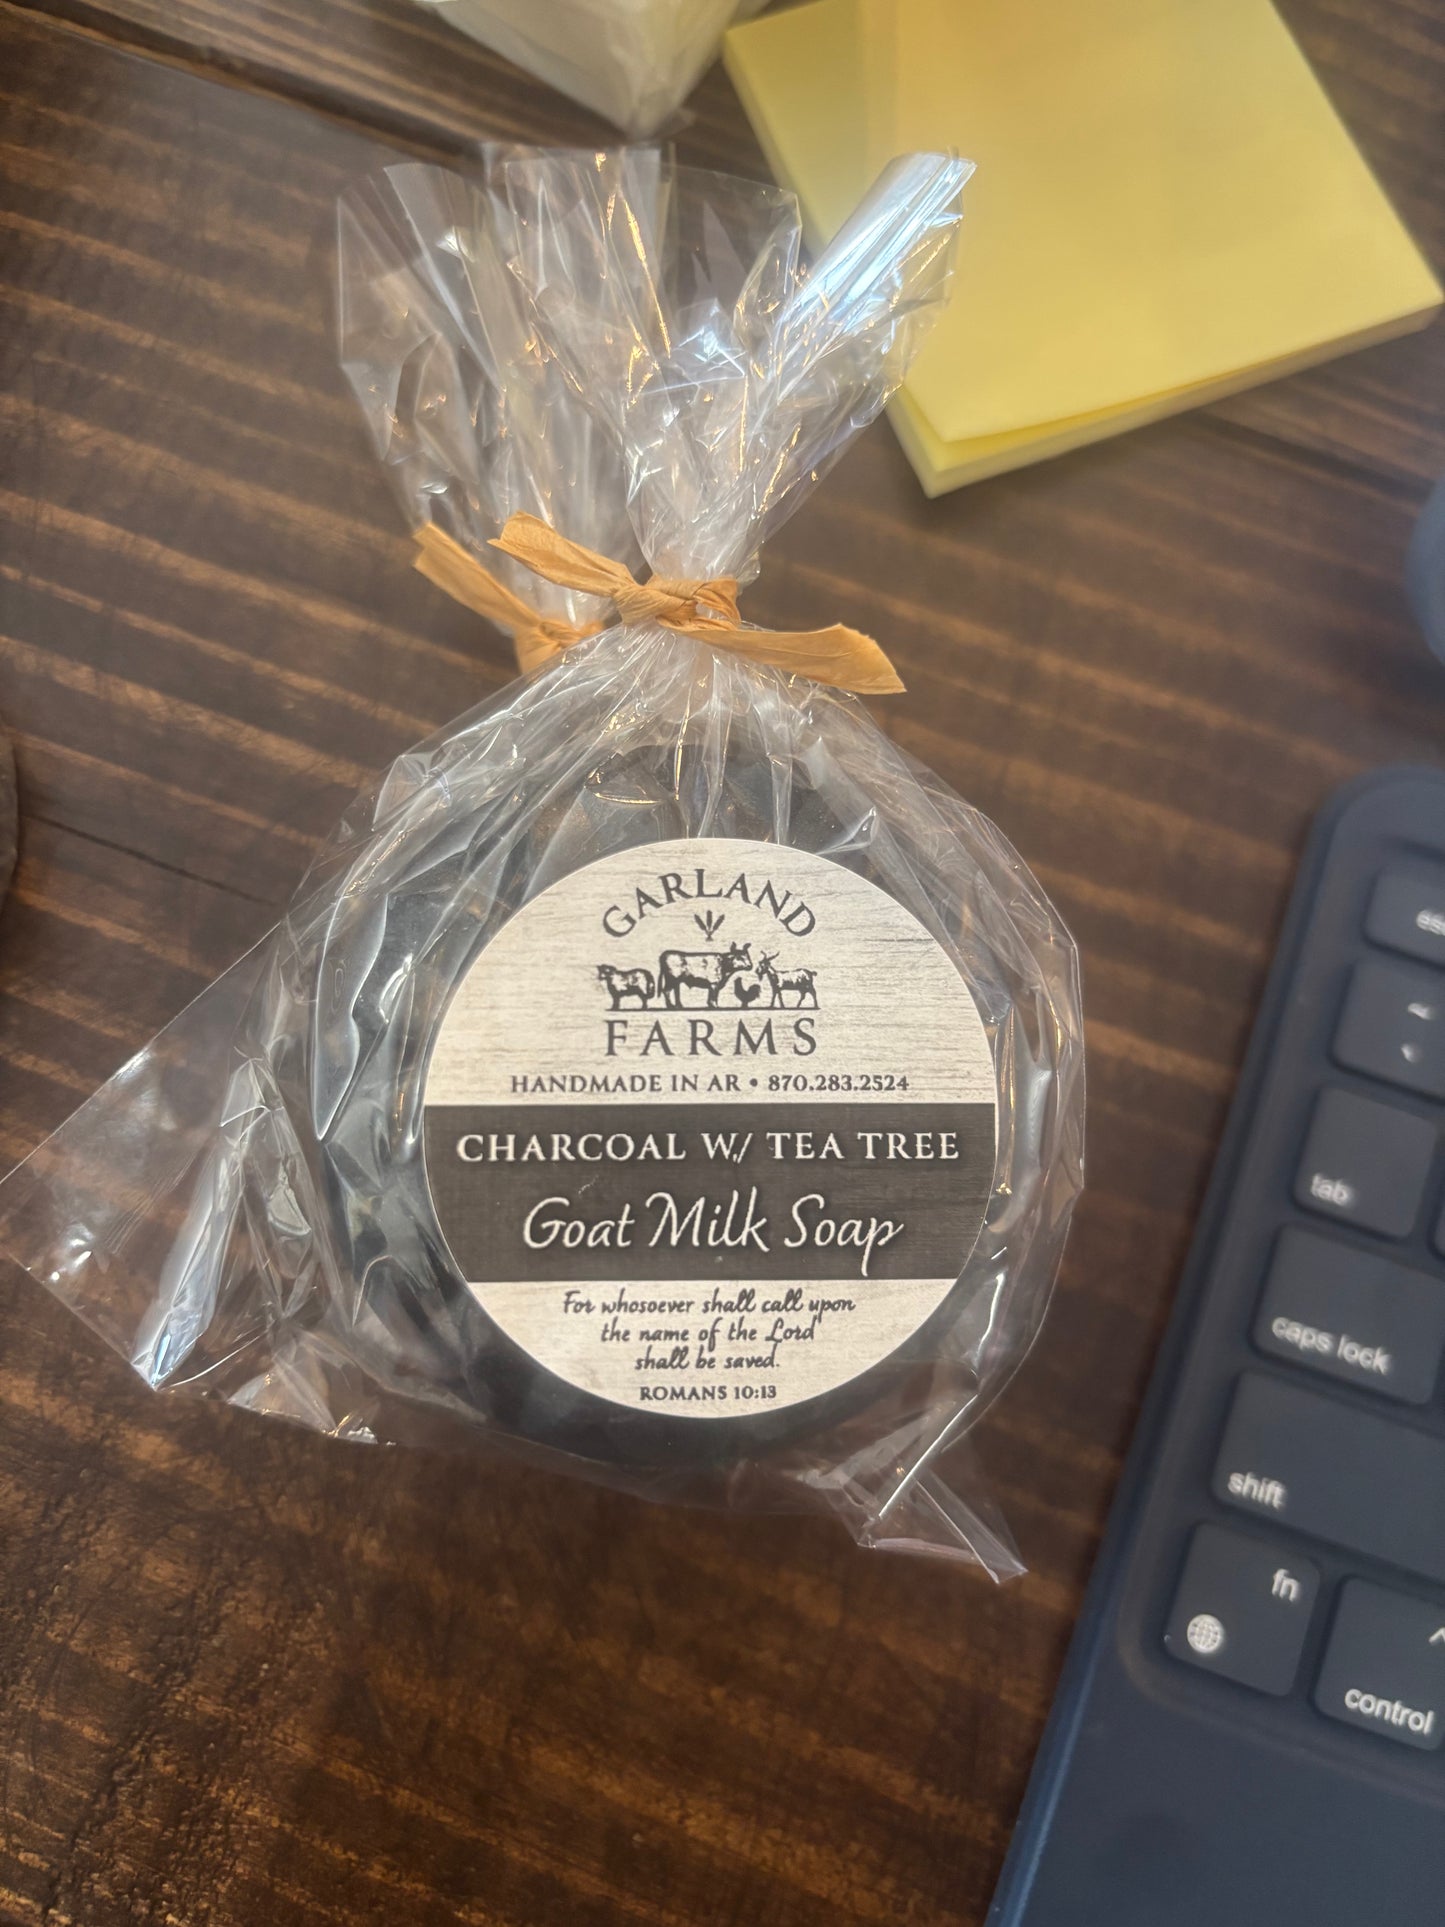 GARLAND
FARMS
HANDMADE IN AR • 870.283.2524
CHARCOAL W/ TEA TREE
Goat Milk Soap
For whosoever shall call upon
the name of the Lord
shall be saved.
ROMANS 10:13
tab
caps lock
shift
fn
control